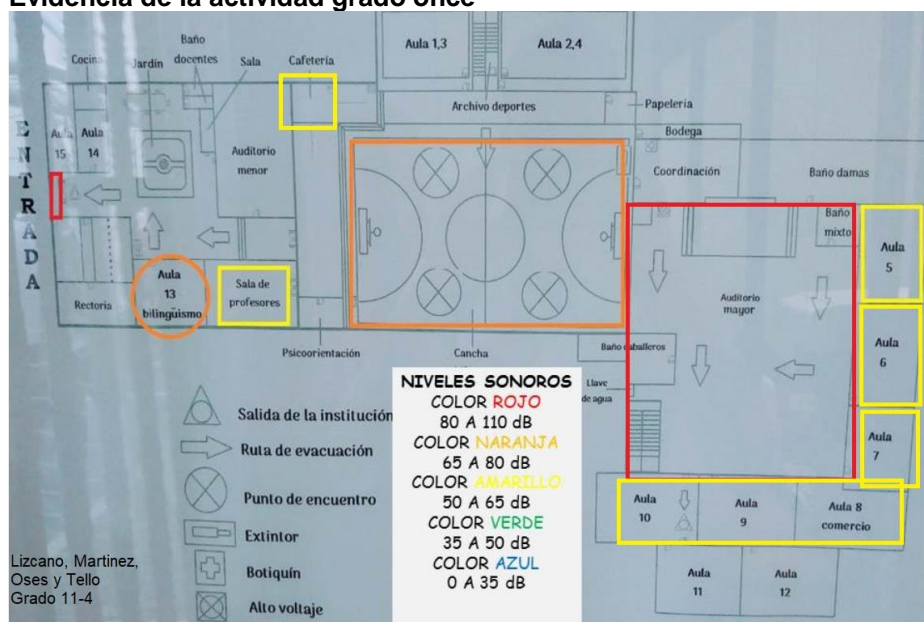 Evidencia de la actividad grado once
Aula 1,3
Aula 2,4
Cocina
Jardín
Baño
docentes
Sala
Cafetería
Archivo deportes
Papelería
ENTRADA
Aula
15
Aula
14
Auditorio
menor
Bodega
Coordinación
Baño damas
Baño
mixto
Aula
5
Aula
13
bilingüismo
Sala de
profesores
Rectoria
Auditorio
mayor
Aula
6
Psicoorientación
Cancha
Baño caballeros
Llave
de agua
Aula
7
NIVELES SONOROS
COLOR ROJO
80 A 110 dB
COLOR NARANJA
65 A 80 dB
COLOR AMARILLO
50 A 65 dB
COLOR VERDE
35 A 50 dB
COLOR AZUL
0 A 35 dB
Salida de la institución
Ruta de evacuación
Punto de encuentro
Extintor
Botiquín
Alto voltaje
Aula
10
Aula
9
Aula 8
comercio
Aula
11
Aula
12
Lizcano, Martinez,
Oses y Tello
Grado 11-4